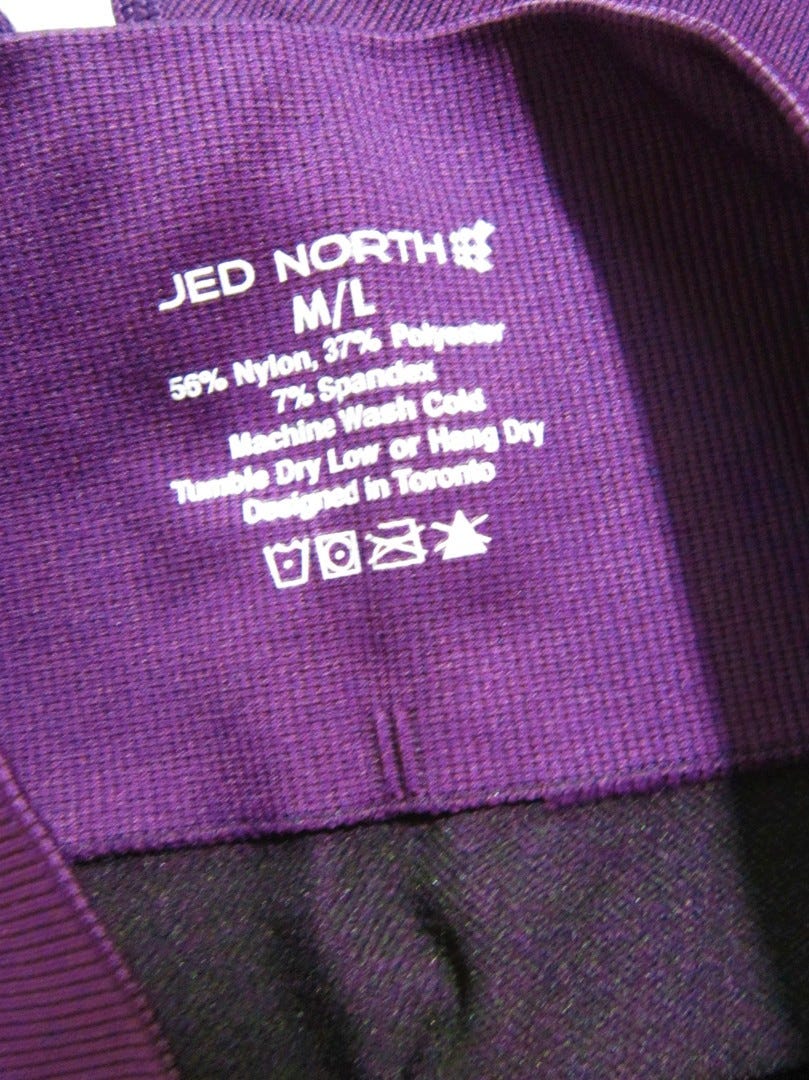 JED NORTH
M/L
56% Nylon, 37% Polyester
7% Spandex
Machine Wash Cold
Tumble Dry Low or Hang Dry
Designed in Toronto